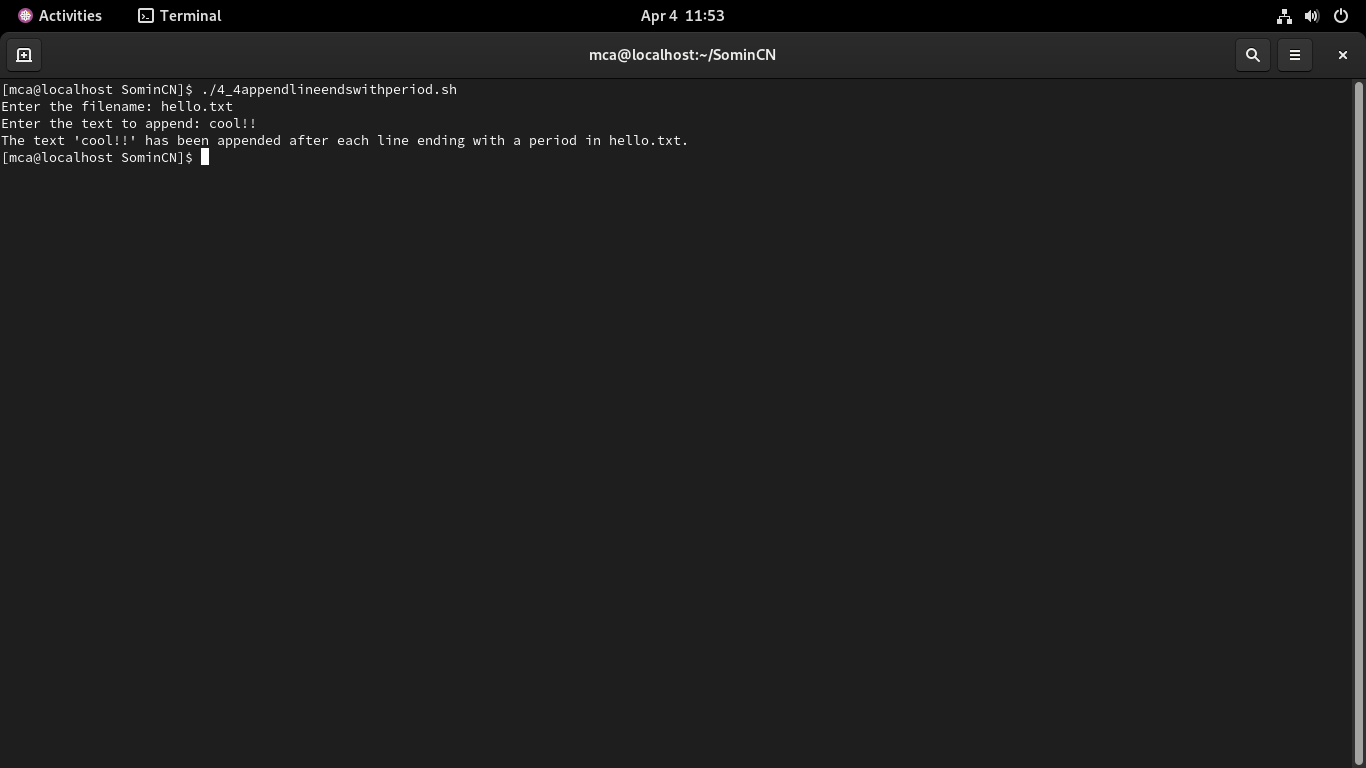 Activities Terminal Apr 4 11:53
mca@localhost:~/SominCN
[mca@localhost SominCN]$ ./4_4appendlineendswithperiod.sh
Enter the filename: hello.txt
Enter the text to append: cool!!
The text 'cool!!' has been appended after each line ending with a period in hello.txt.
[mca@localhost SominCN]$